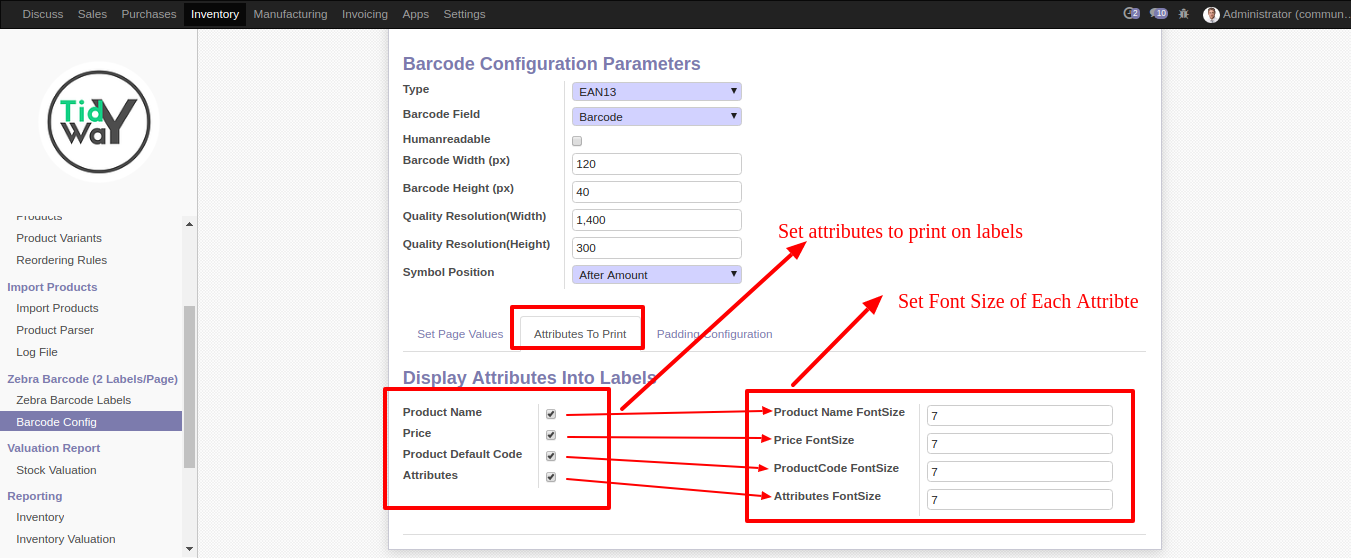 Discuss Sales Purchases Inventory Manufacturing Invoicing Apps Settings 2 10 Administrator (commun...
Tid
WaY
Products
Product Variants
Reordering Rules
Import Products
Import Products
Product Parser
Log File
Zebra Barcode (2 Labels/Page)
Zebra Barcode Labels
Barcode Config
Valuation Report
Stock Valuation
Reporting
Inventory
Inventory Valuation
Barcode Configuration Parameters
Type EAN13
Barcode Field Barcode
Humanreadable
Barcode Width (px) 120
Barcode Height (px) 40
Quality Resolution(Width) 1,400
Quality Resolution(Height) 300
Symbol Position After Amount
Set attributes to print on labels
Set Font Size of Each Attribte
Set Page Values Attributes To Print Padding Configuration
Display Attributes Into Labels
Product Name
Price
Product Default Code
Attributes
Product Name FontSize 7
Price FontSize 7
ProductCode FontSize 7
Attributes FontSize 7